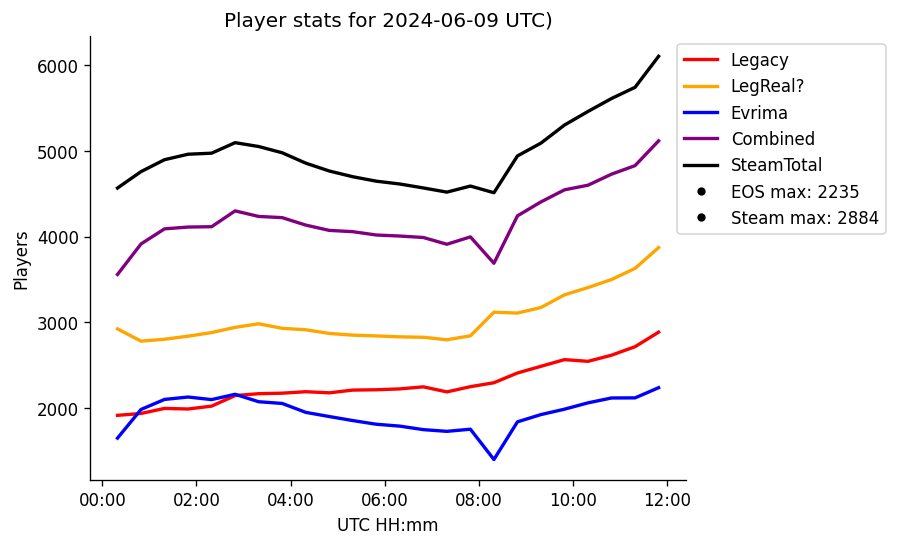 Player stats for 2024-06-09 UTC)
6000
5000
4000
3000
2000
Players
00:00 02:00 04:00 06:00 08:00 10:00 12:00
UTC HH:mm
Legacy
LegReal?
Evrima
Combined
SteamTotal
EOS max: 2235
Steam max: 2884